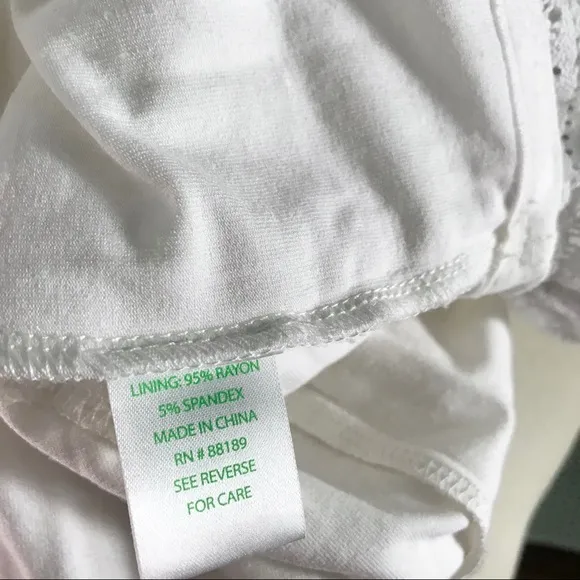 LINING: 95% RAYON
5% SPANDEX
MADE IN CHINA
RN # 88189
SEE REVERSE
FOR CARE